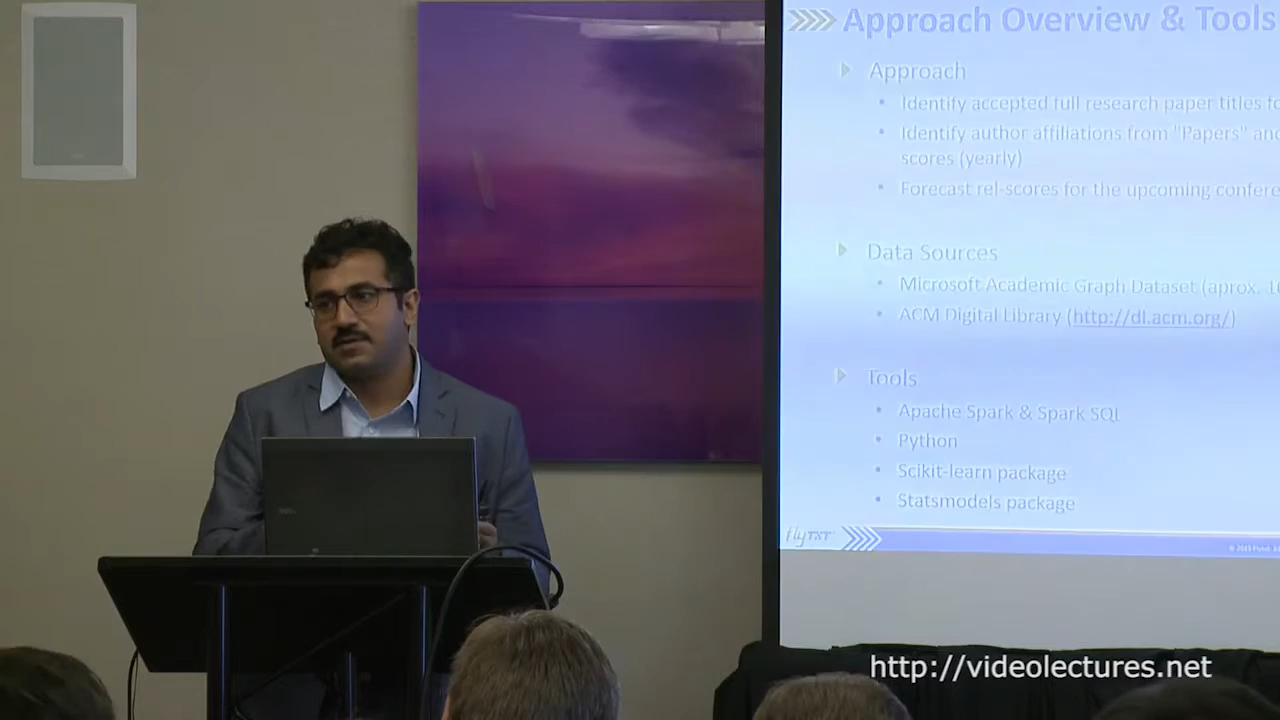 Approach Overview & Tools
Approach
Identify accepted full research paper titles fo
Identify author affiliations from "Papers" and
scores (yearly)
Forecast rel-scores for the upcoming confere
Data Sources
Microsoft Academic Graph Dataset (aprox. 10
ACM Digital Library (http://dl.acm.org/)
Tools
Apache Spark & Spark SQL
Python
Scikit-learn package
Statsmodels package
flyTXT
http://videolectures.net